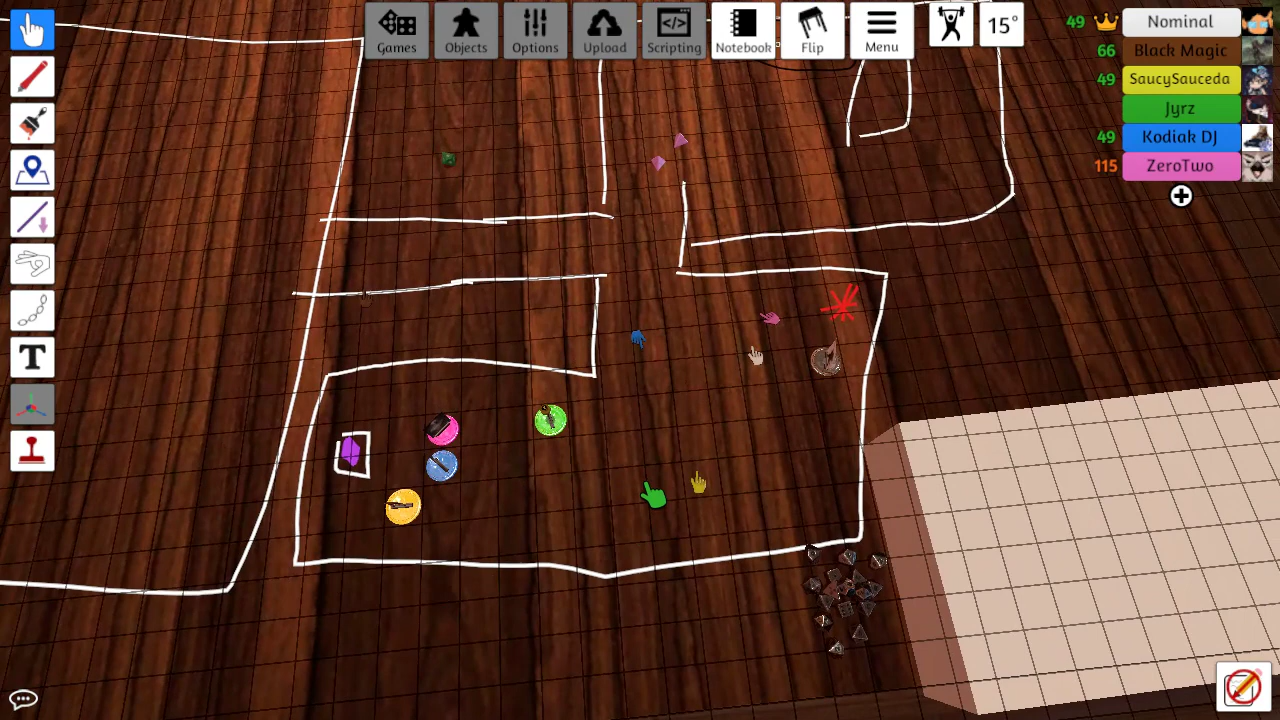 Games
Objects
Options
Upload
Scripting
Notebook
Flip
Menu
15°
49 Nominal
66 Black Magic
49 SaucySauceda
Jyrz
49 Kodiak DJ
115 ZeroTwo
T